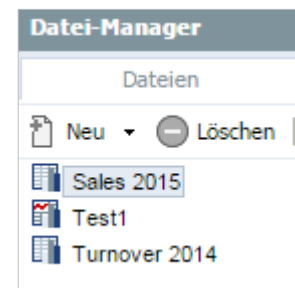 Datei-Manager
Dateien
Neu Löschen
Sales 2015
Test1
Turnover 2014